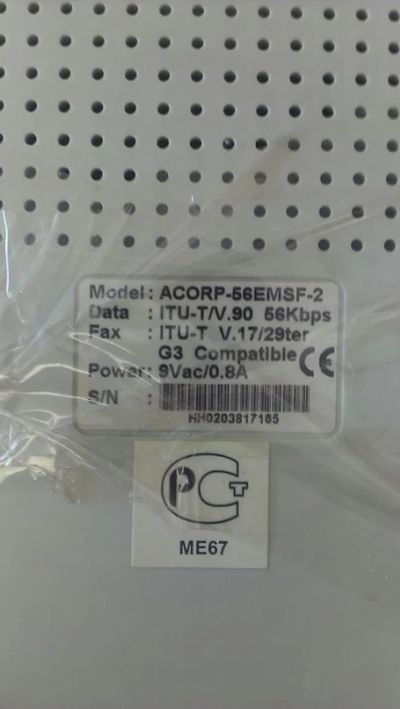 Model : ACORP-56EMSF-2
Data : ITU-T/V.90 56Kbps
Fax : ITU-T V.17/29ter
G3 Compatible CE
Power: 9Vac/0.8A
S/N :
HH0203817165
РСТ
ME67